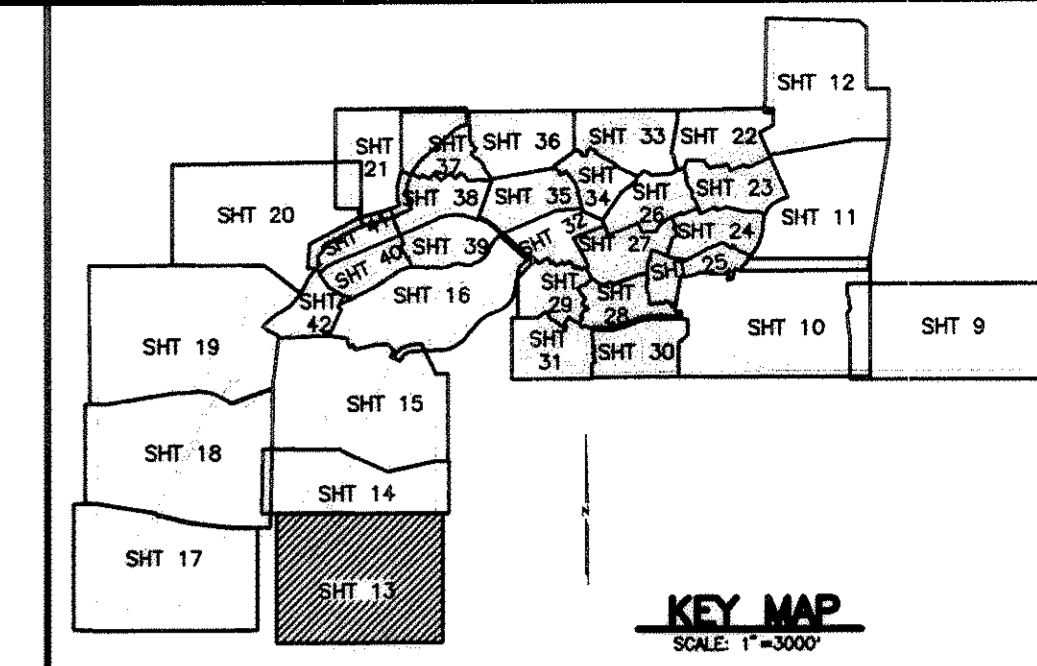 SHT 12
SHT
21
SHT
37
SHT 36
SHT 33
SHT 22
SHT 20
SHT 38
SHT 35
SHT
34
SHT
26
SHT 23
SHT 11
SHT 41
SHT 40
SHT 39
SHT 32
SHT 27
SHT 24
SHT
42
SHT 16
SHT
29
SHT
28
SH
25
SHT 19
SHT
31
SHT 30
SHT 10
SHT 9
SHT 15
SHT 18
SHT 14
N
SHT 17
SHT 13
KEY MAP
SCALE: 1"=3000'